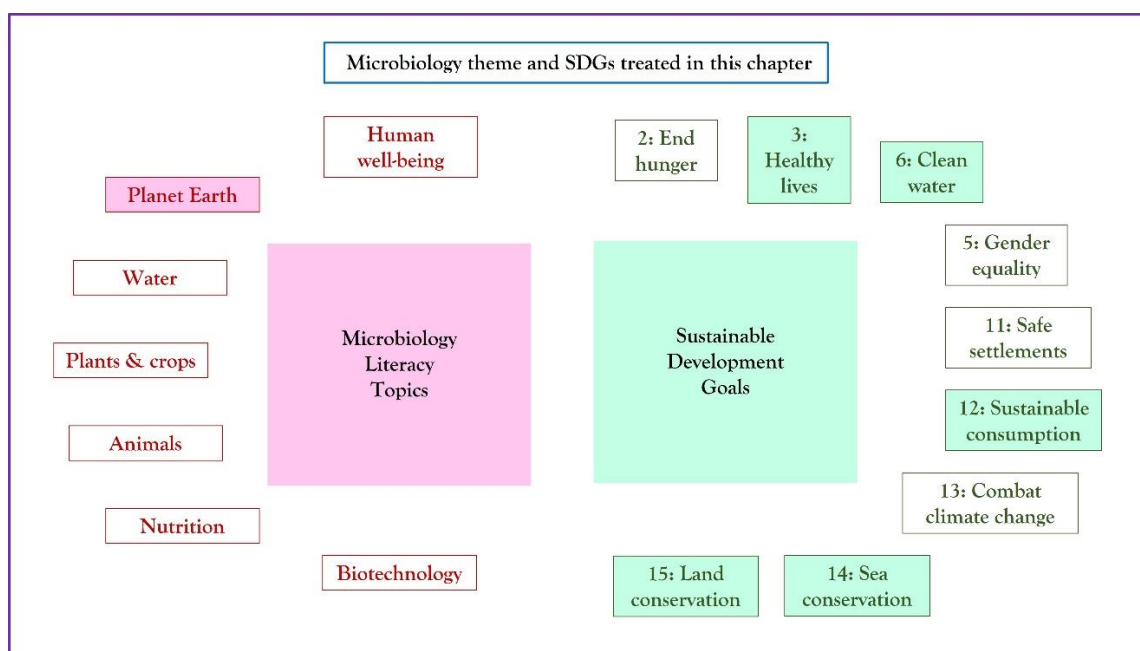 Microbiology theme and SDGs treated in this chapter
Human
well-being
Planet Earth
Water
Plants & crops
Animals
Nutrition
Biotechnology
Microbiology
Literacy
Topics
Sustainable
Development
Goals
2: End
hunger
3:
Healthy
lives
6: Clean
water
5: Gender
equality
11: Safe
settlements
12: Sustainable
consumption
13: Combat
climate change
14: Sea
conservation
15: Land
conservation